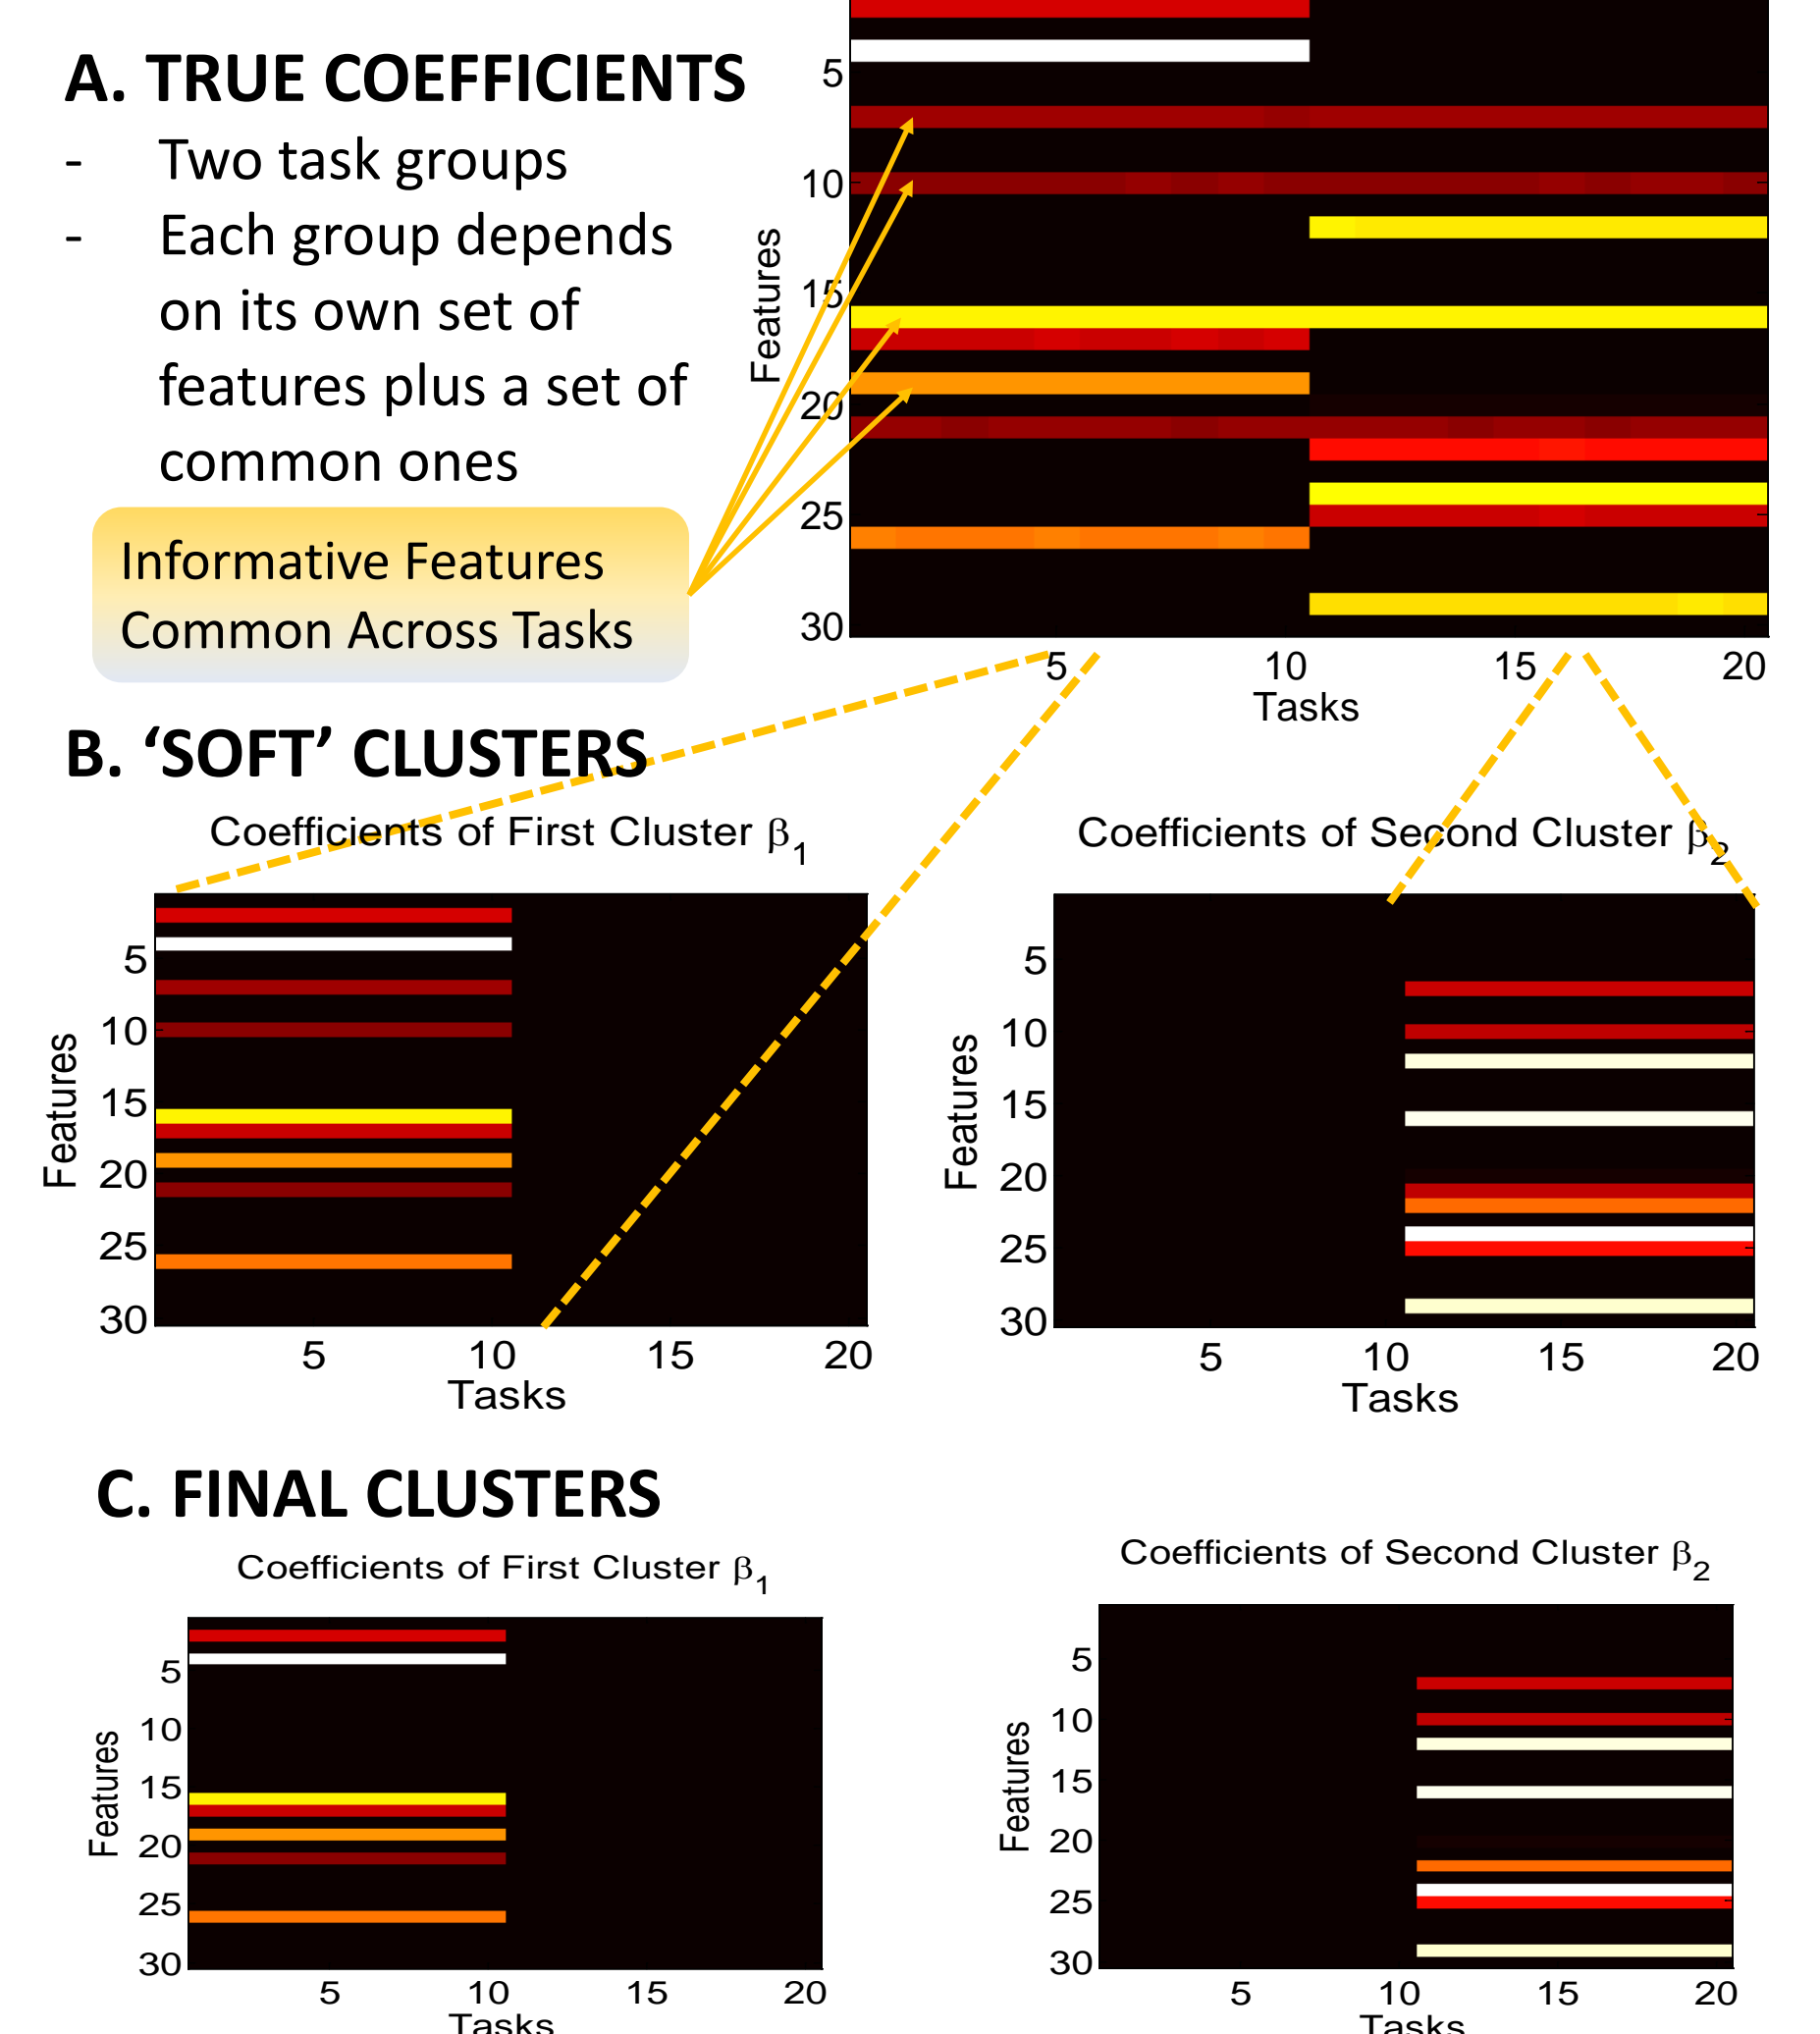 A. TRUE COEFFICIENTS
- Two task groups
- Each group depends
on its own set of
features plus a set of
common ones
Informative Features
Common Across Tasks
Features
5
10
15
20
25
30
5 10 15 20
Tasks
B. ‘SOFT’ CLUSTERS
Coefficients of First Cluster β1
Features
5
10
15
20
25
30
5 10 15 20
Tasks
Coefficients of Second Cluster β2
Features
5
10
15
20
25
30
5 10 15 20
Tasks
C. FINAL CLUSTERS
Coefficients of First Cluster β1
Features
5
10
15
20
25
30
5 10 15 20
Tasks
Coefficients of Second Cluster β2
Features
5
10
15
20
25
30
5 10 15 20
Tasks